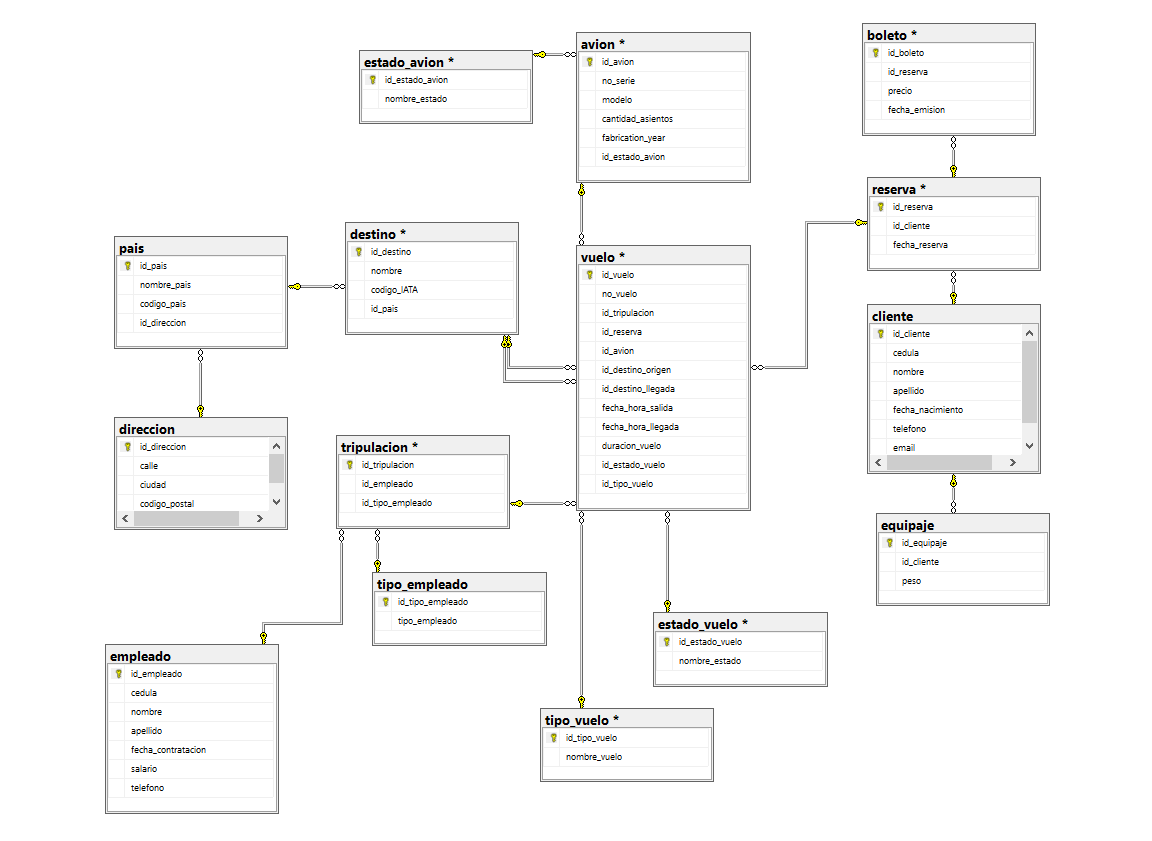 estado_avion *
id_estado_avion
nombre_estado
avion *
id_avion
no_serie
modelo
cantidad_asientos
fabrication_year
id_estado_avion
boleto *
id_boleto
id_reserva
precio
fecha_emision
reserva *
id_reserva
id_cliente
fecha_reserva
pais
id_pais
nombre_pais
codigo_pais
id_direccion
destino *
id_destino
nombre
codigo_IATA
id_pais
vuelo *
id_vuelo
no_vuelo
id_tripulacion
id_reserva
id_avion
id_destino_origen
id_destino_llegada
fecha_hora_salida
fecha_hora_llegada
duracion_vuelo
id_estado_vuelo
id_tipo_vuelo
cliente
id_cliente
cedula
nombre
apellido
fecha_nacimiento
telefono
email
direccion
id_direccion
calle
ciudad
codigo_postal
tripulacion *
id_tripulacion
id_empleado
id_tipo_empleado
equipaje
id_equipaje
id_cliente
peso
tipo_empleado
id_tipo_empleado
tipo_empleado
estado_vuelo *
id_estado_vuelo
nombre_estado
empleado
id_empleado
cedula
nombre
apellido
fecha_contratacion
salario
telefono
tipo_vuelo *
id_tipo_vuelo
nombre_vuelo